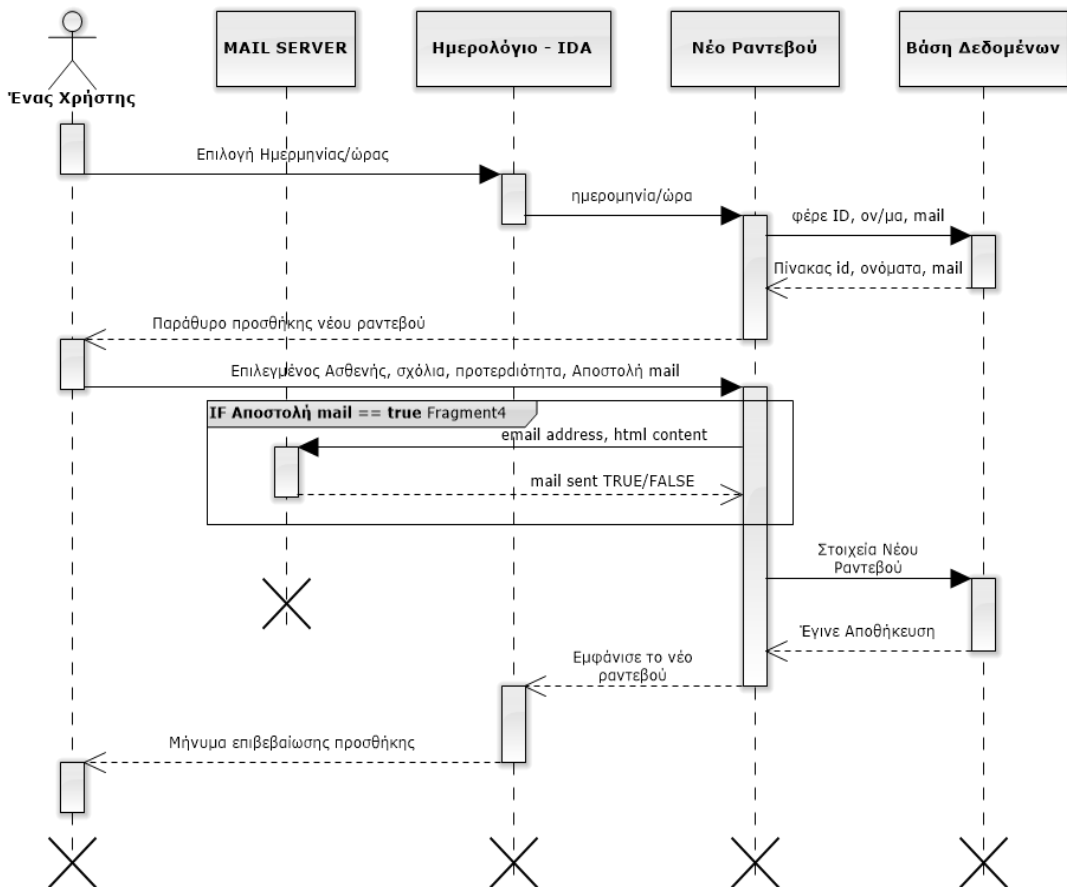 MAIL SERVER
Ημερολόγιο - IDA
Νέο Ραντεβού
Βάση Δεδομένων
Ένας Χρήστης
Επιλογή Ημερμηνίας/ώρας
ημερομηνία/ώρα
φέρε ID, ον/μα, mail
Πίνακας id, ονόματα, mail
Παράθυρο προσθήκης νέου ραντεβού
Επιλεγμένος Ασθενής, σχόλια, προτεραιότητα, Αποστολή mail
IF Αποστολή mail == true Fragment4
email address, html content
mail sent TRUE/FALSE
Στοιχεία Νέου
Ραντεβού
Έγινε Αποθήκευση
Εμφάνισε το νέο
ραντεβού
Μήνυμα επιβεβαίωσης προσθήκης